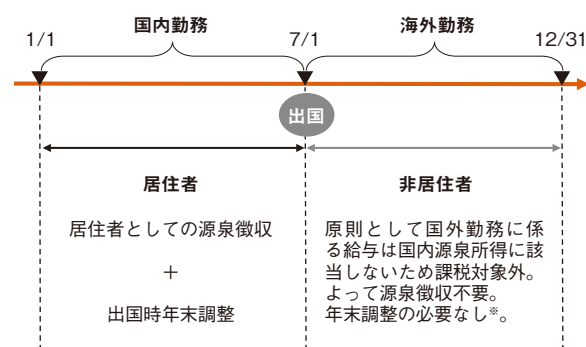 国内勤務
海外勤務
1/1
7/1
12/31
出国
居住者
非居住者
居住者としての源泉徴収
+
出国時年末調整
原則として国外勤務に係
る給与は国内源泉所得に該
当しないため課税対象外。
よって源泉徴収不要。
年末調整の必要なし※。